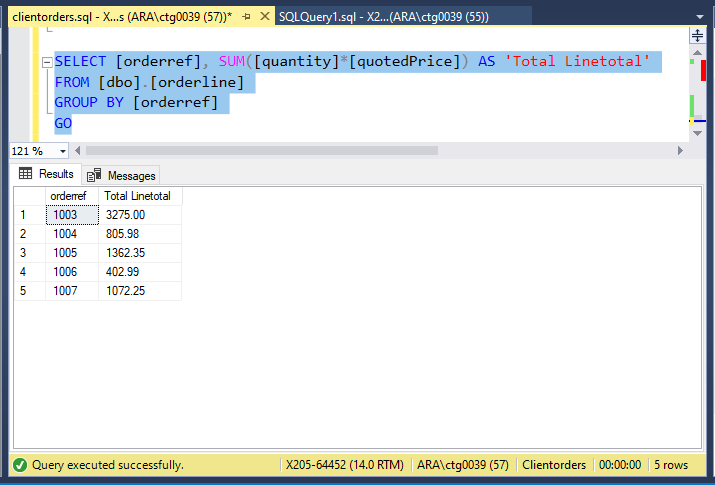 clientorders.sql - X...s (ARA\ctg0039 (57))* SQLQuery1.sql - X2...(ARA\ctg0039 (55))
SELECT [orderref], SUM([quantity]*[quotedPrice]) AS 'Total Linetotal'
FROM [dbo].[orderline]
GROUP BY [orderref]
GO
121 %
Results Messages
orderref Total Linetotal
1 1003 3275.00
2 1004 805.98
3 1005 1362.35
4 1006 402.99
5 1007 1072.25
Query executed successfully. X205-64452 (14.0 RTM) ARA\ctg0039 (57) Clientorders 00:00:00 5 rows